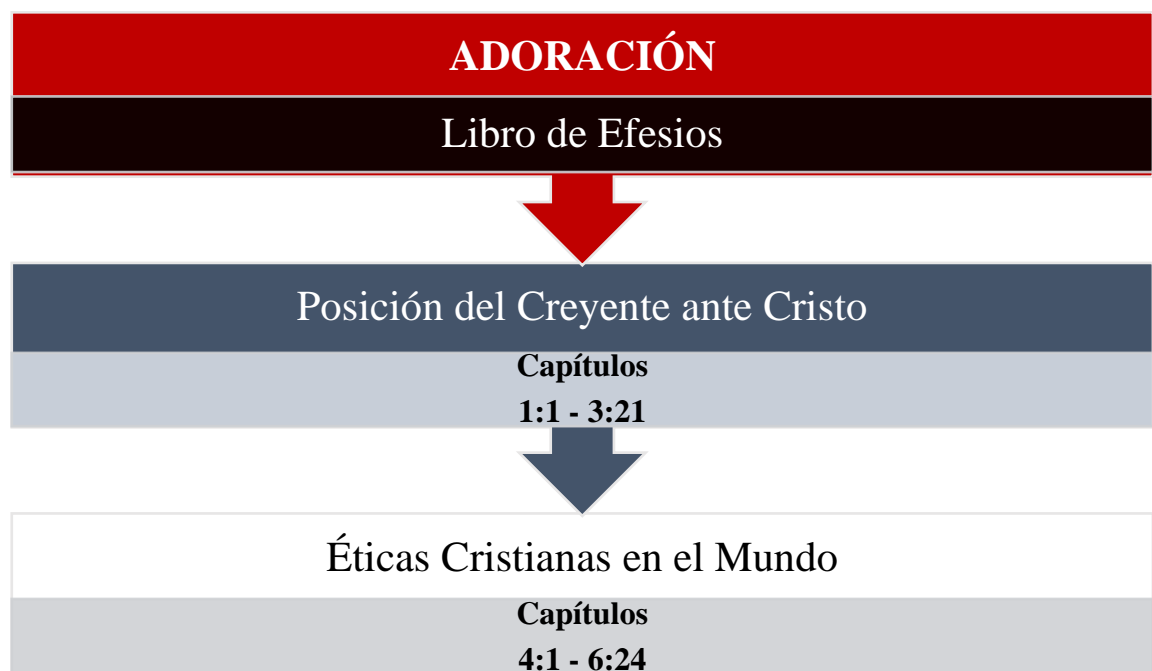 ADORACIÓN
Libro de Efesios
Posición del Creyente ante Cristo
Capítulos
1:1 - 3:21
Éticas Cristianas en el Mundo
Capítulos
4:1 - 6:24